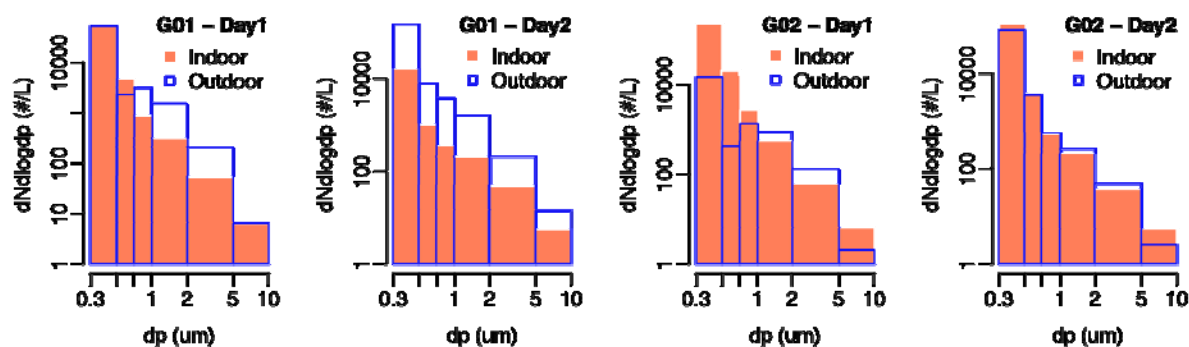 G01 – Day1
Indoor
Outdoor
dNdlogdp (#/L)
10000
100
10
1
0.3
1
2
5
10
dp (um)
G01 – Day2
Indoor
Outdoor
dNdlogdp (#/L)
10000
100
1
0.3
1
2
5
10
dp (um)
G02 – Day1
Indoor
Outdoor
dNdlogdp (#/L)
10000
100
1
0.3
1
2
5
10
dp (um)
G02 – Day2
Indoor
Outdoor
dNdlogdp (#/L)
10000
100
1
0.3
1
2
5
10
dp (um)